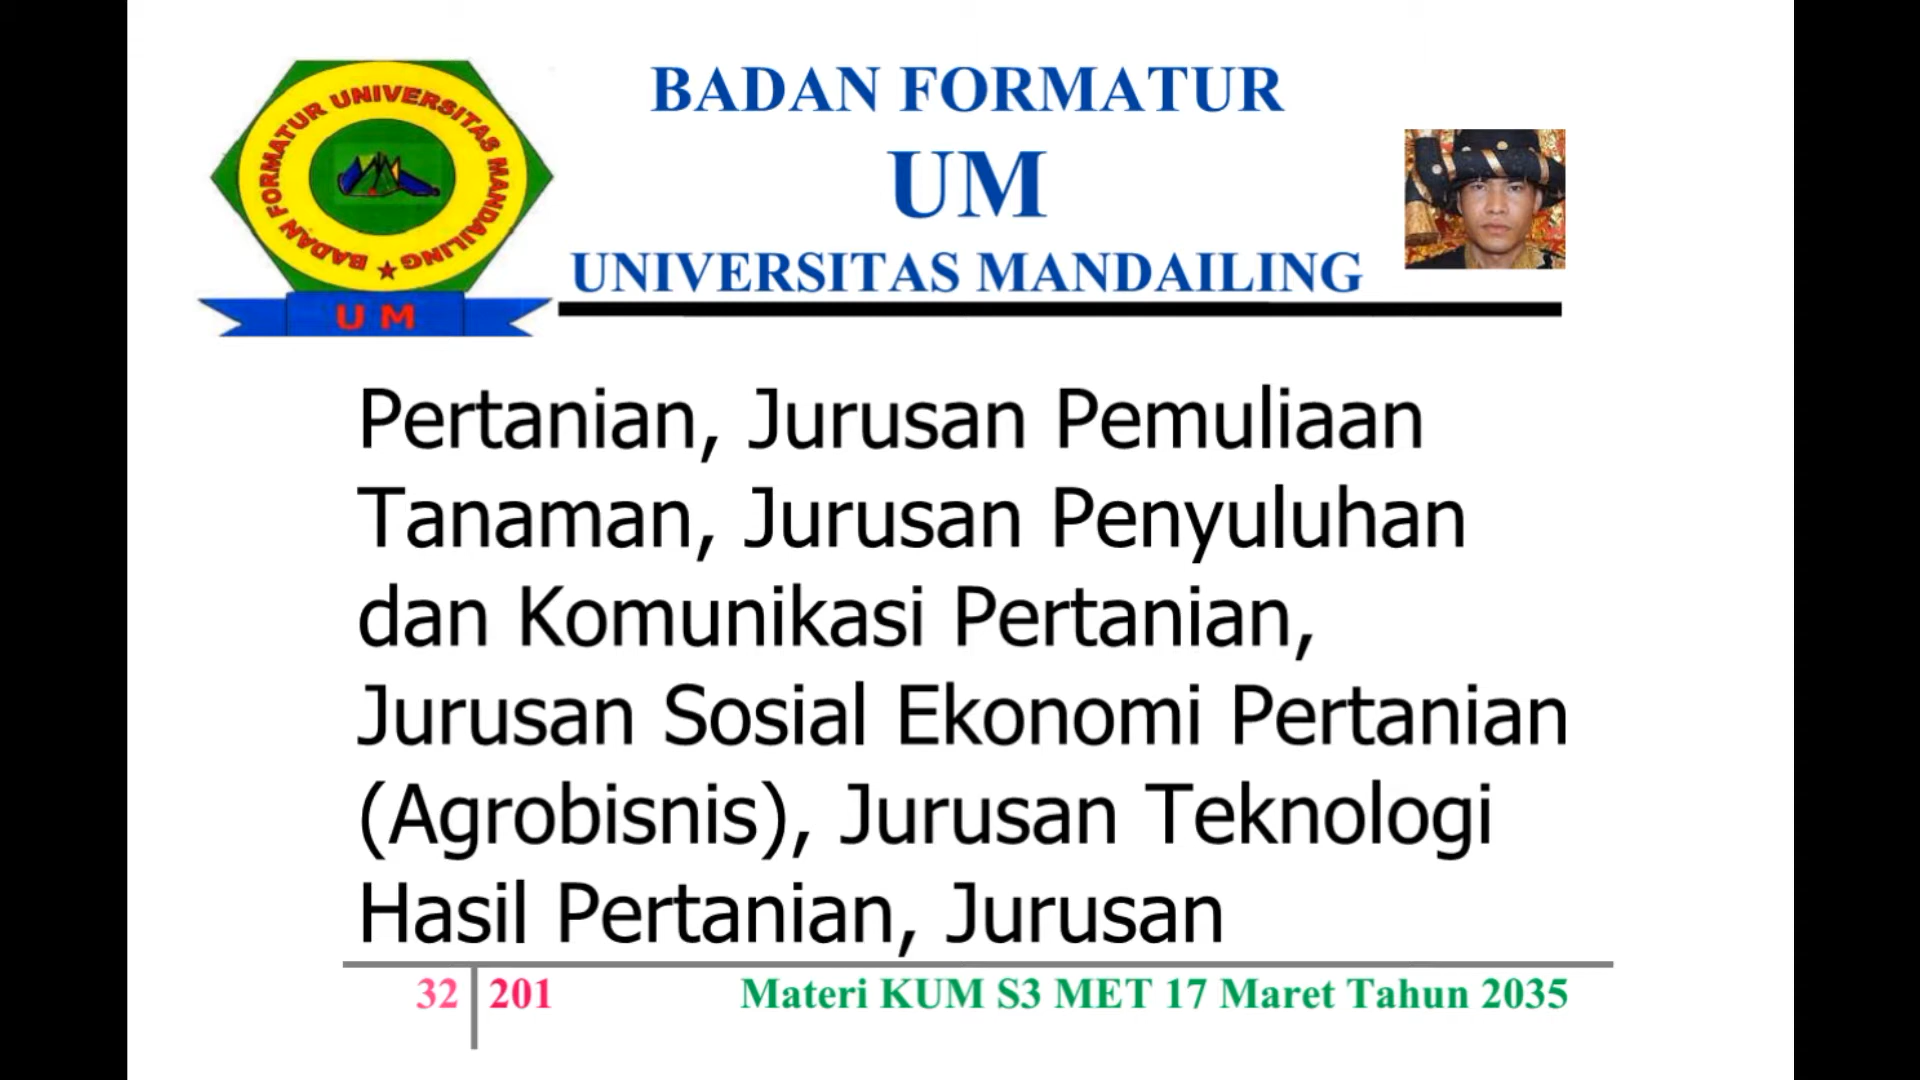 BADAN FORMATUR UNIVERSITAS MANDAILING
U M
BADAN FORMATUR
UM
UNIVERSITAS MANDAILING
Pertanian, Jurusan Pemuliaan
Tanaman, Jurusan Penyuluhan
dan Komunikasi Pertanian,
Jurusan Sosial Ekonomi Pertanian
(Agrobisnis), Jurusan Teknologi
Hasil Pertanian, Jurusan
32 201 Materi KUM S3 MET 17 Maret Tahun 2035